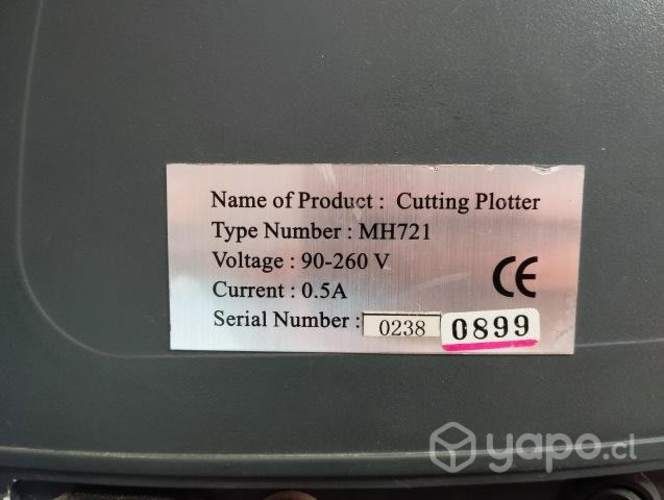 Name of Product : Cutting Plotter
Type Number : MH721
Voltage : 90-260 V
Current : 0.5A
CE
Serial Number : 0238 0899
yapo.cl